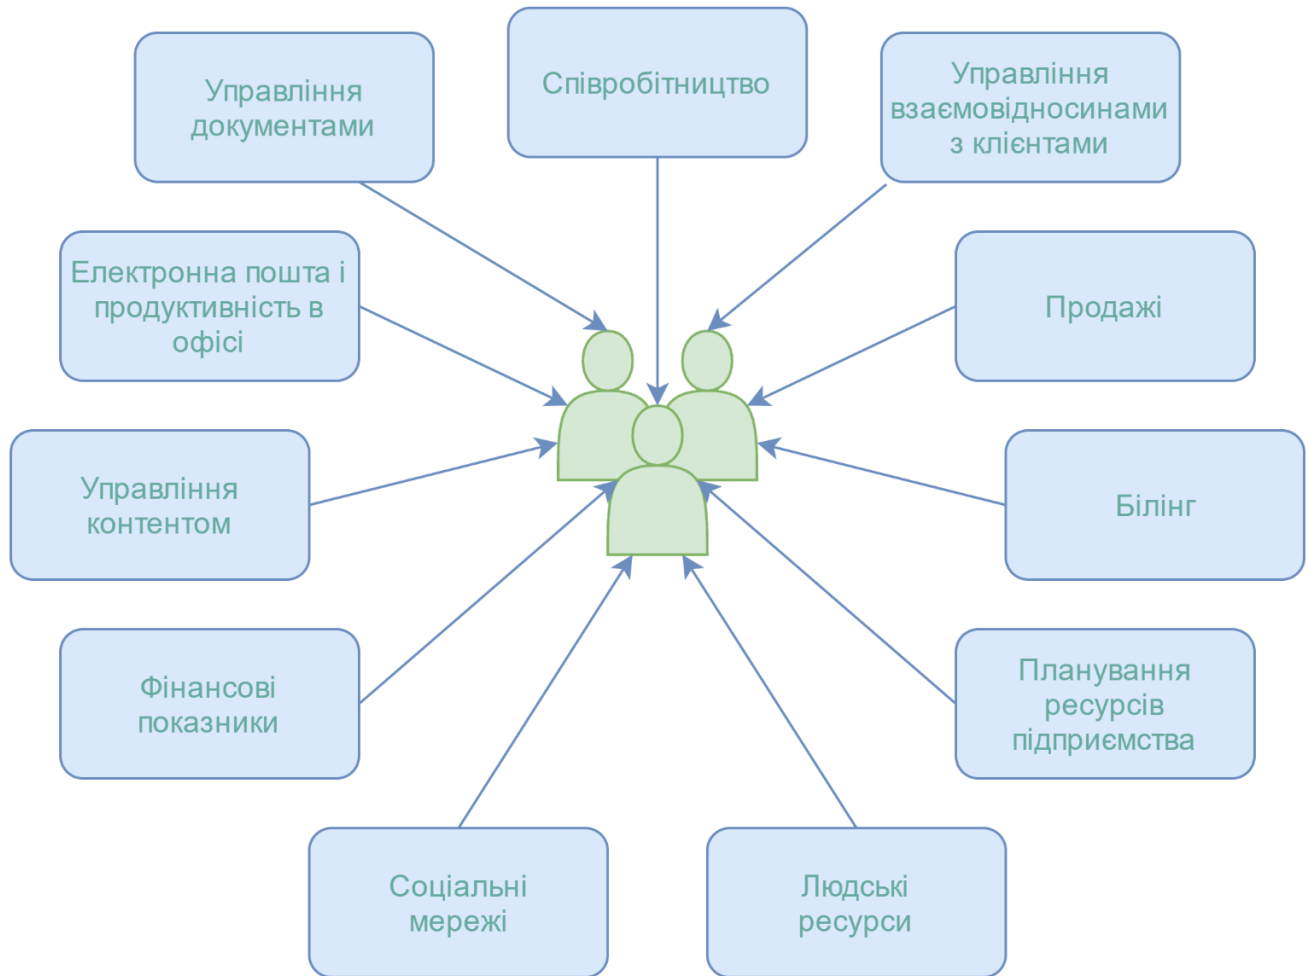 Управління
документами
Співробітництво
Управління
взаємовідносинами
з клієнтами
Електронна пошта і
продуктивність в
офісі
Продажі
Управління
контентом
Білінг
Фінансові
показники
Планування
ресурсів
підприємства
Соціальні
мережі
Людські
ресурси